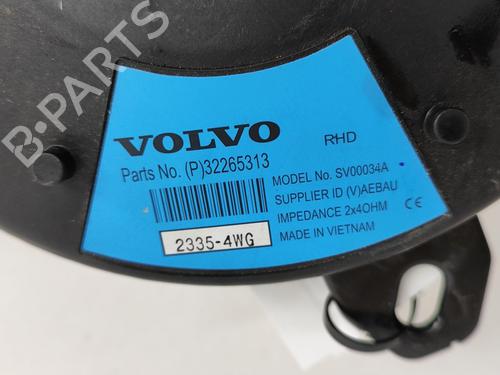 VOLVO
RHD
Parts No. (P)32265313
MODEL No. SV00034A
SUPPLIER ID (V)AEBAU
IMPEDANCE 2x4OHM
CE
MADE IN VIETNAM
2335-4WG
B-PARTS